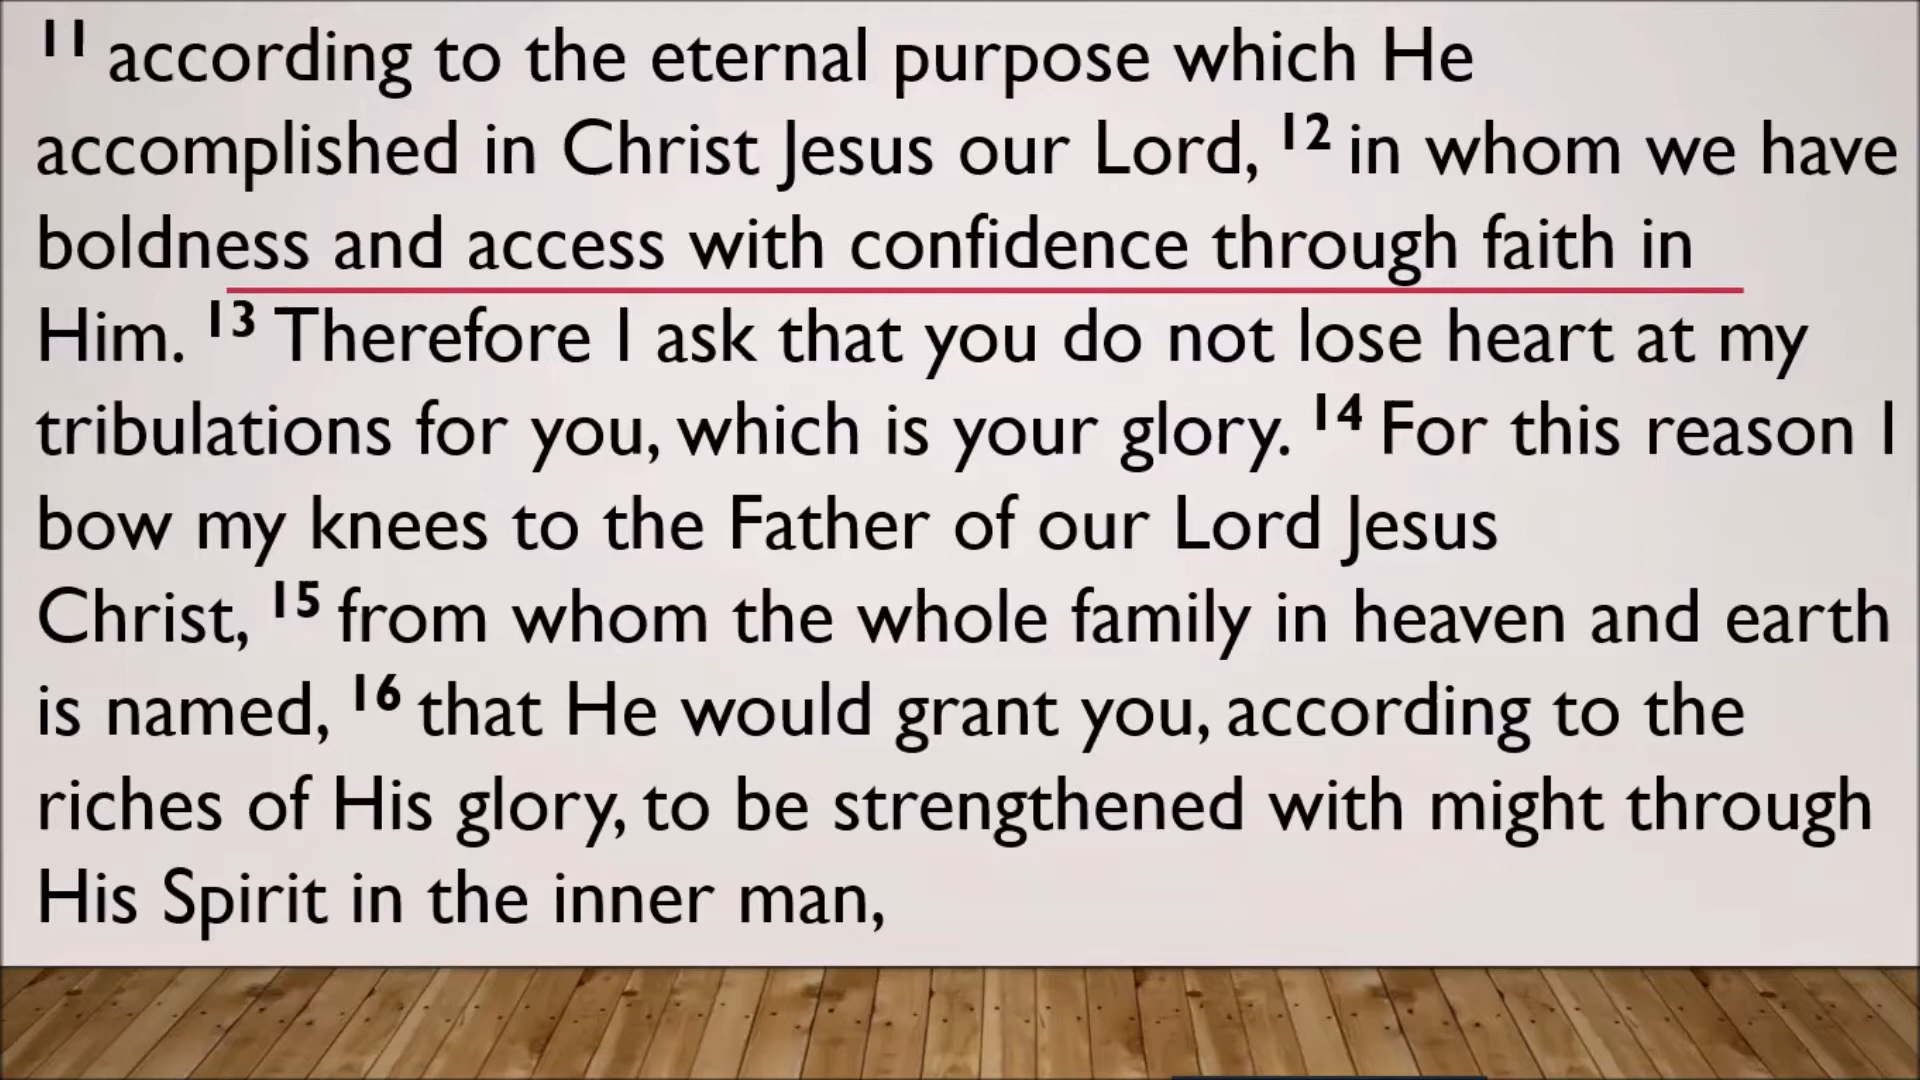 11 according to the eternal purpose which He
accomplished in Christ Jesus our Lord, 12 in whom we have
boldness and access with confidence through faith in
Him. 13 Therefore I ask that you do not lose heart at my
tribulations for you, which is your glory. 14 For this reason I
bow my knees to the Father of our Lord Jesus
Christ, 15 from whom the whole family in heaven and earth
is named, 16 that He would grant you, according to the
riches of His glory, to be strengthened with might through
His Spirit in the inner man,